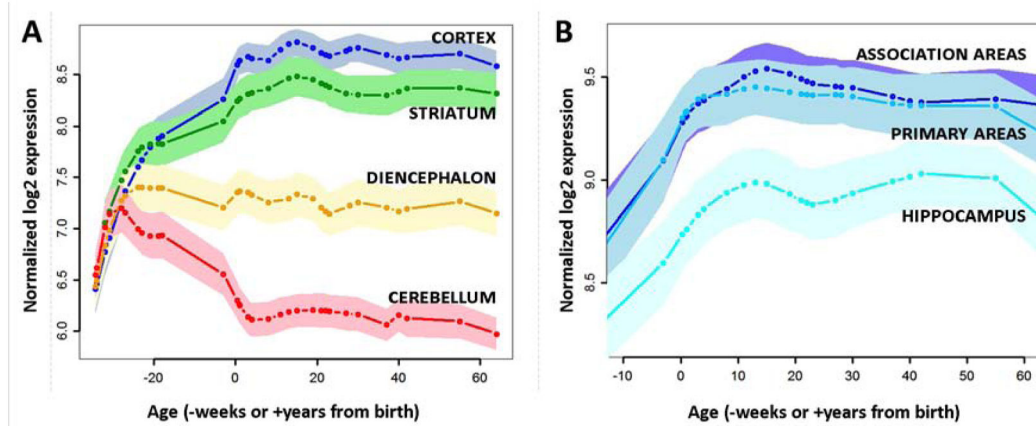 A
CORTEX
STRIATUM
DIENCEPHALON
CEREBELLUM
Normalized log2 expression
8.5
8.0
7.5
7.0
6.5
6.0
-20 0 20 40 60
Age (-weeks or +years from birth)
B
ASSOCIATION AREAS
PRIMARY AREAS
HIPPOCAMPUS
Normalized log2 expression
9.5
9.0
8.5
-10 0 10 20 30 40 50 60
Age (-weeks or +years from birth)